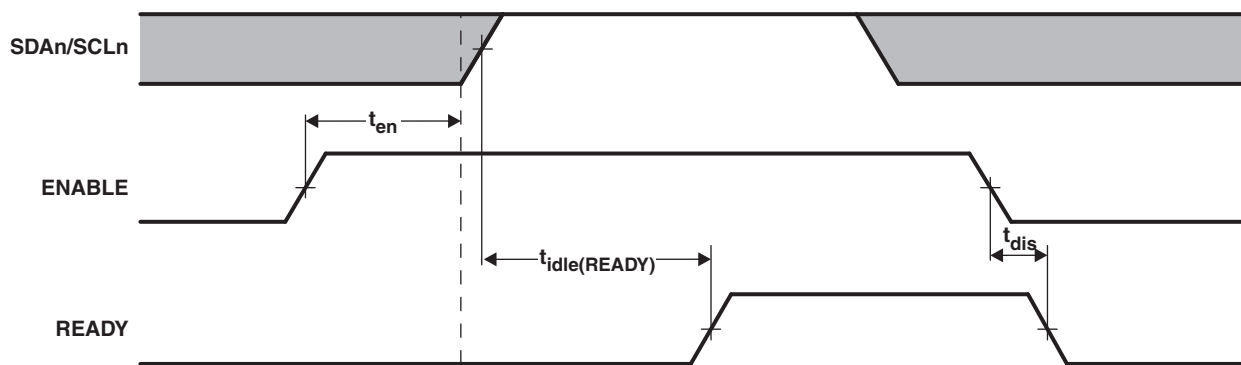 SDAn/SCLn
ten
ENABLE
tdis
tidle(READY)
READY